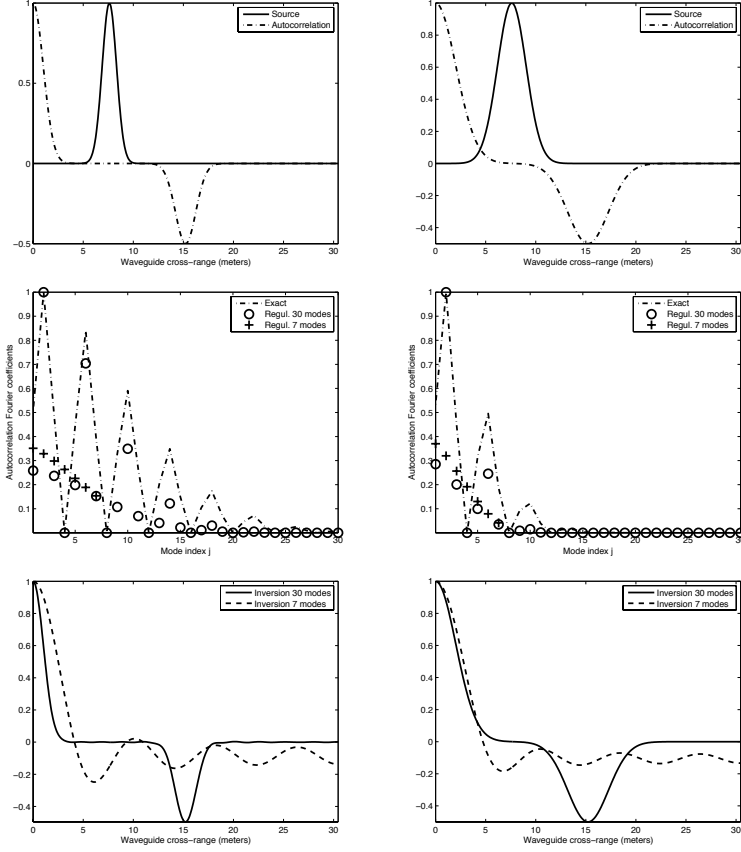 1
0.5
0
−0.5
0 5 10 15 20 25 30
Waveguide cross−range (meters)
Source
Autocorrelation
1
0.8
0.6
0.4
0.2
0
−0.2
−0.4
0 5 10 15 20 25 30
Waveguide cross−range (meters)
Source
Autocorrelation
Autocorrelation Fourier coefficients
1
0.9
0.8
0.7
0.6
0.5
0.4
0.3
0.2
0.1
5 10 15 20 25 30
Mode index j
Exact
Regul. 30 modes
Regul. 7 modes
Autocorrelation Fourier coefficients
1
0.9
0.8
0.7
0.6
0.5
0.4
0.3
0.2
0.1
5 10 15 20 25 30
Mode index j
Exact
Regul. 30 modes
Regul. 7 modes
1
0.8
0.6
0.4
0.2
0
−0.2
−0.4
0 5 10 15 20 25 30
Waveguide cross−range (meters)
Inversion 30 modes
Inversion 7 modes
1
0.8
0.6
0.4
0.2
0
−0.2
−0.4
0 5 10 15 20 25 30
Waveguide cross−range (meters)
Inversion 30 modes
Inversion 7 modes